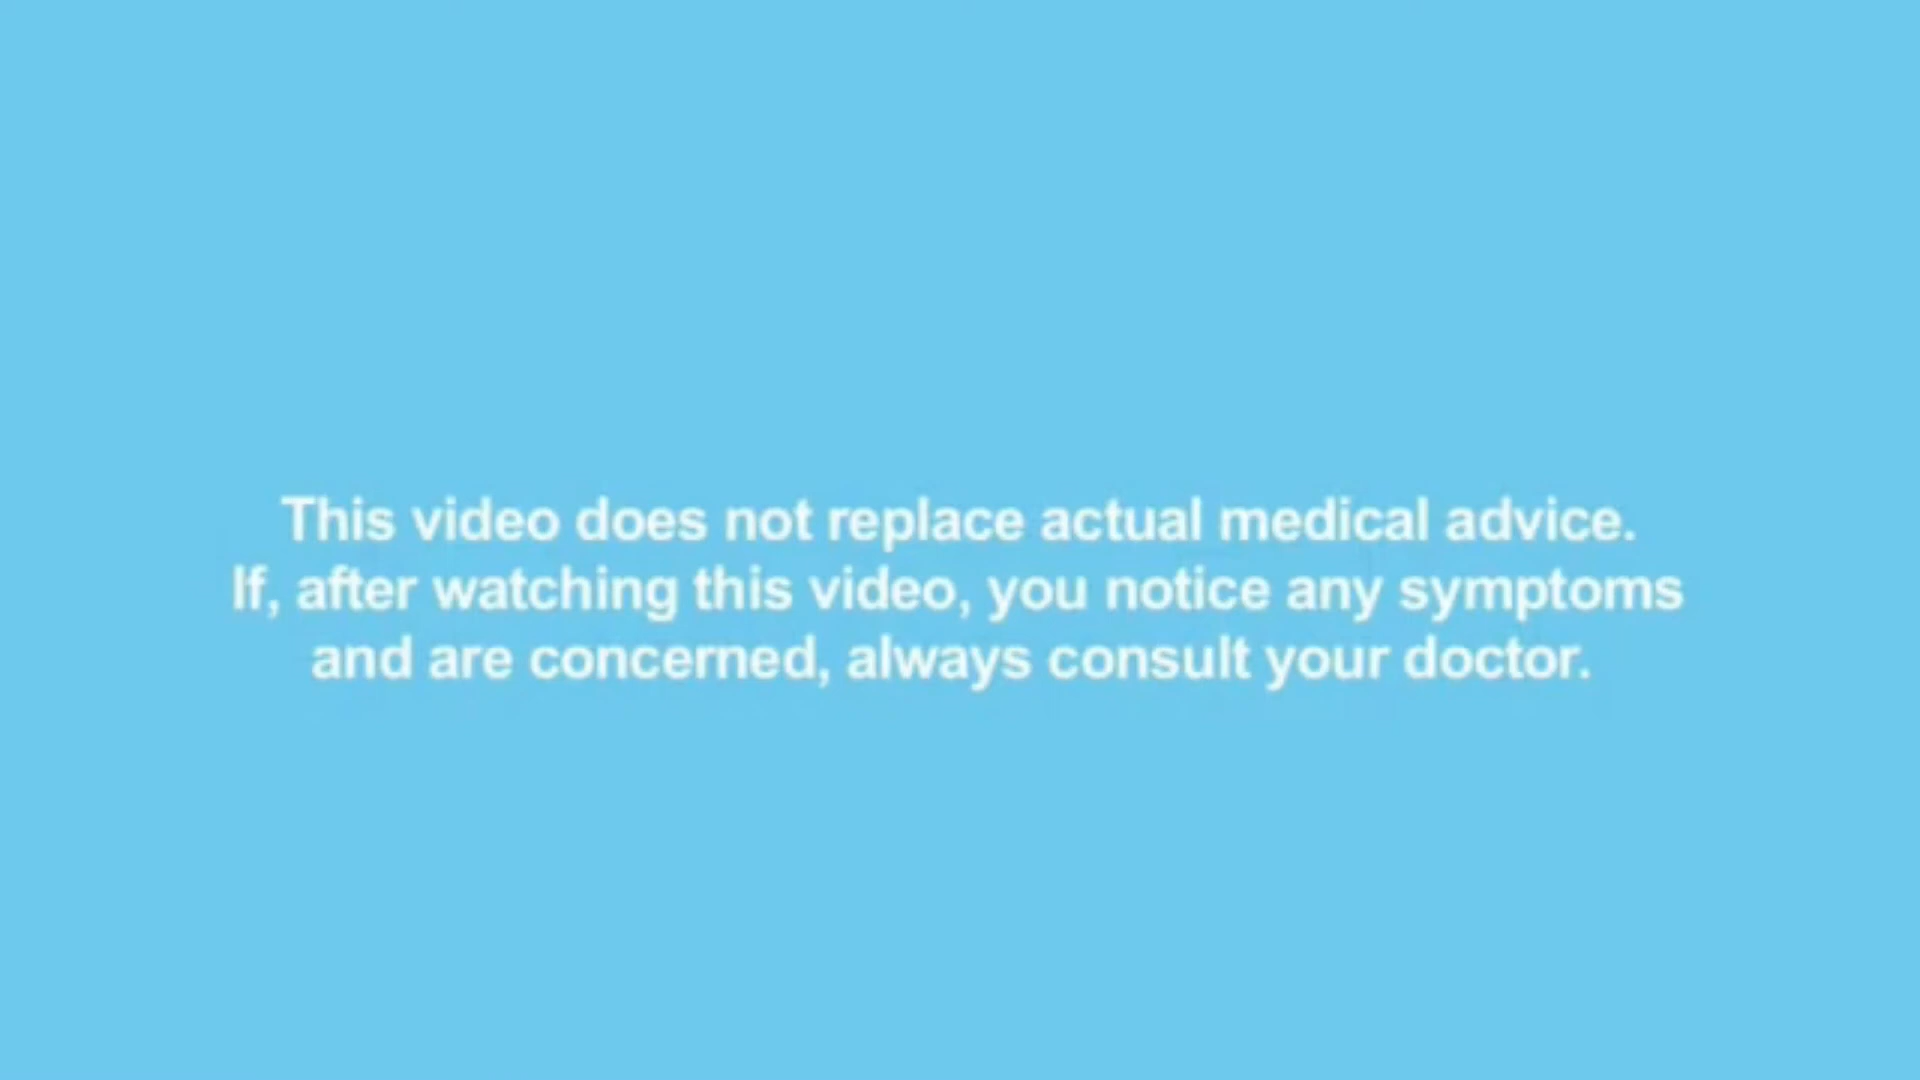 This video does not replace actual medical advice.
If, after watching this video, you notice any symptoms
and are concerned, always consult your doctor.